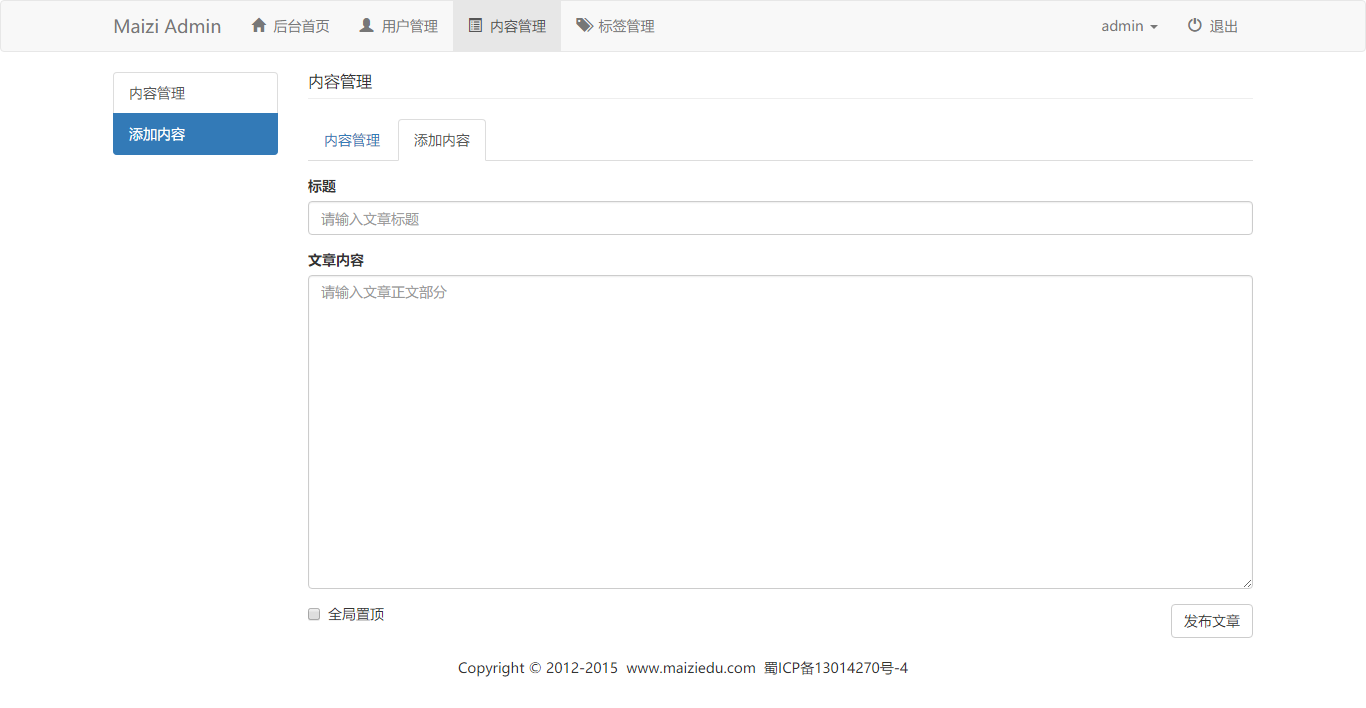 Maizi Admin 后台首页 用户管理 内容管理 标签管理 admin 退出
内容管理
添加内容
内容管理
内容管理 添加内容
标题
请输入文章标题
文章内容
请输入文章正文部分
全局置顶 发布文章
Copyright © 2012-2015 www.maiziedu.com 蜀ICP备13014270号-4